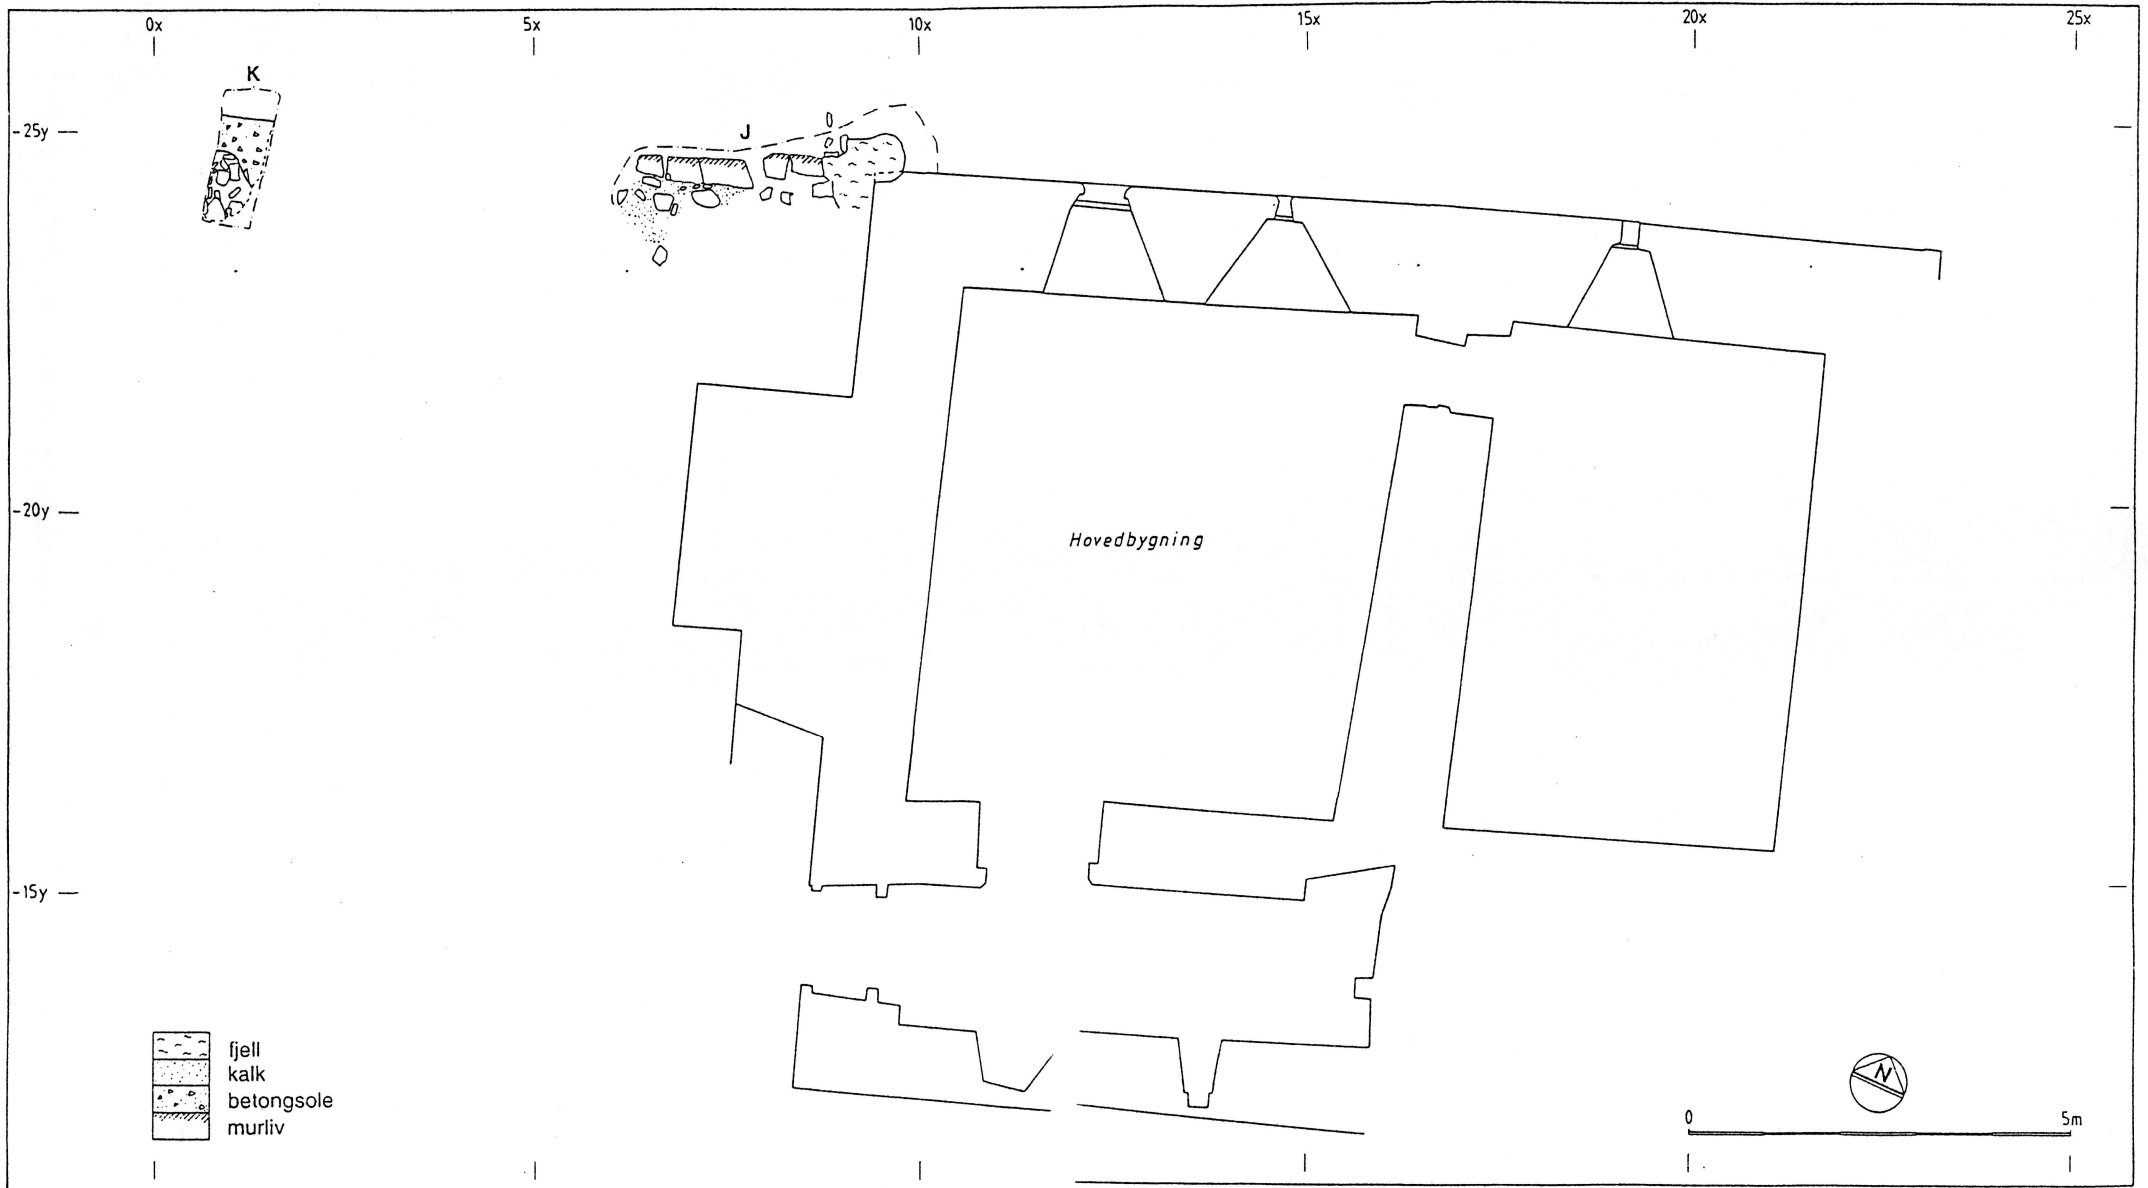 0x 5x 10x 15x 20x 25x
K
-25y
J
-20y
Hovedbygning
-15y
fjell
kalk
betongsole
murliv
N
0 5m